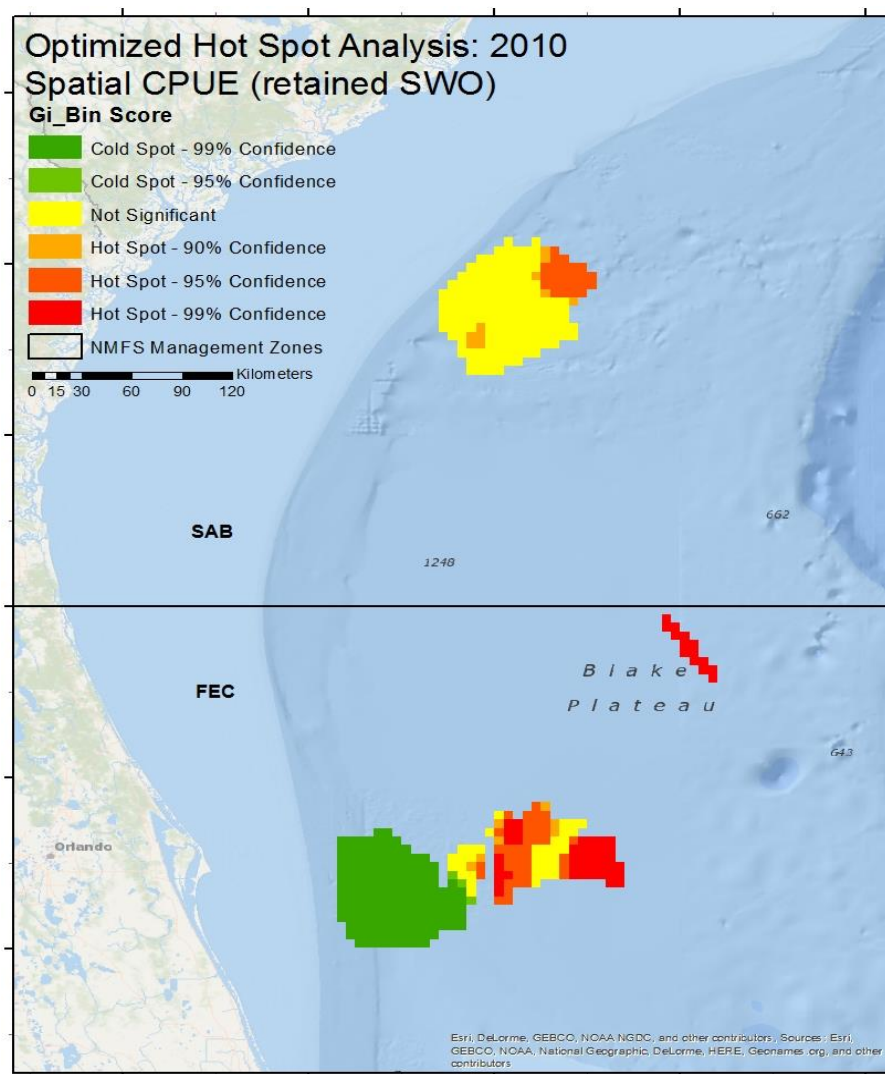 Optimized Hot Spot Analysis: 2010
Spatial CPUE (retained SWO)
Gi_Bin Score
Cold Spot - 99% Confidence
Cold Spot - 95% Confidence
Not Significant
Hot Spot - 90% Confidence
Hot Spot - 95% Confidence
Hot Spot - 99% Confidence
NMFS Management Zones
Kilometers
0 15 30 60 90 120
662
SAB
1248
Blake
FEC
Plateau
643
Orlando
Esri, DeLorme, GEBCO, NOAA NGDC, and other contributors, Sources: Esri,
GEBCO, NOAA, National Geographic, DeLorme, HERE, Geonames.org, and other
contributors